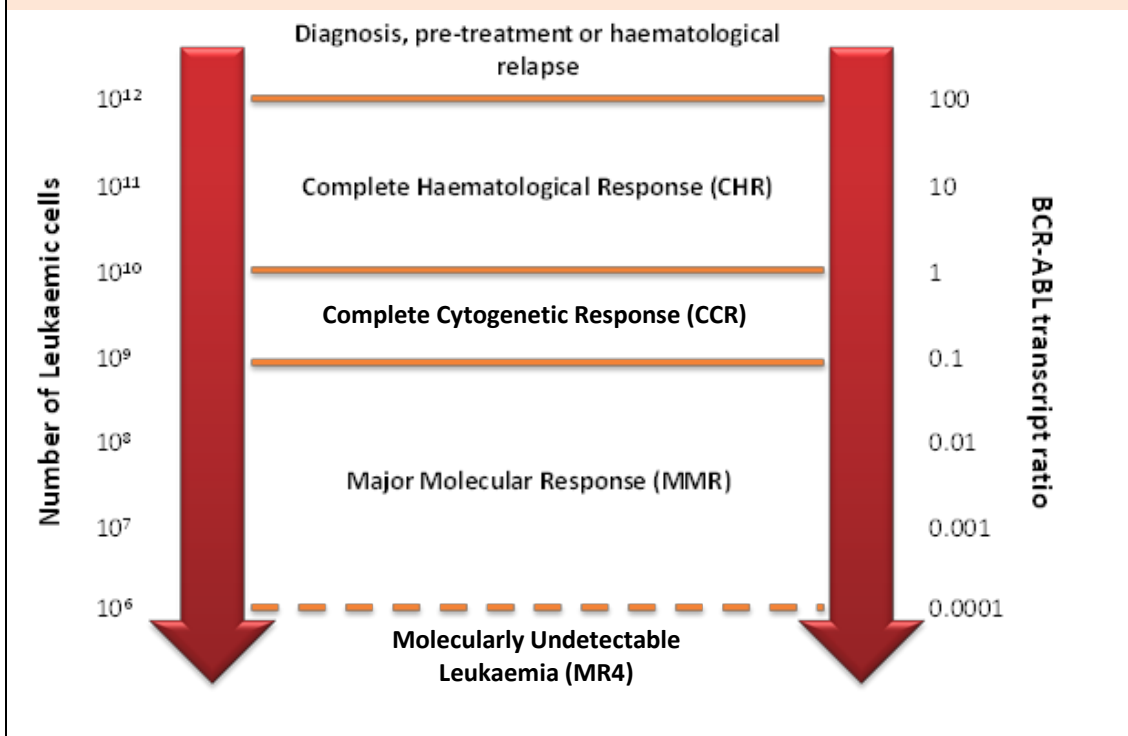 Diagnosis, pre-treatment or haematological
relapse
10¹² 100
10¹¹ Complete Haematological Response (CHR) 10
10¹⁰ 1
Complete Cytogenetic Response (CCR)
10⁹ 0.1
10⁸ 0.01
Major Molecular Response (MMR)
10⁷ 0.001
10⁶ 0.0001
Molecularly Undetectable
Leukaemia (MR4)
Number of Leukaemic cells
BCR-ABL transcript ratio